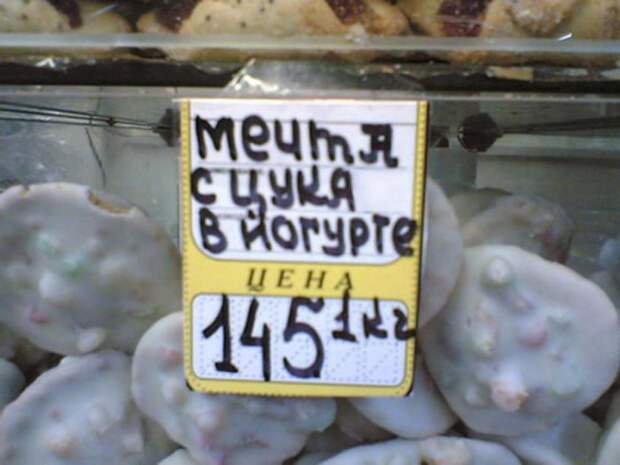 мечтА
с цукА
в йогурте
ЦЕНА
145 1кг